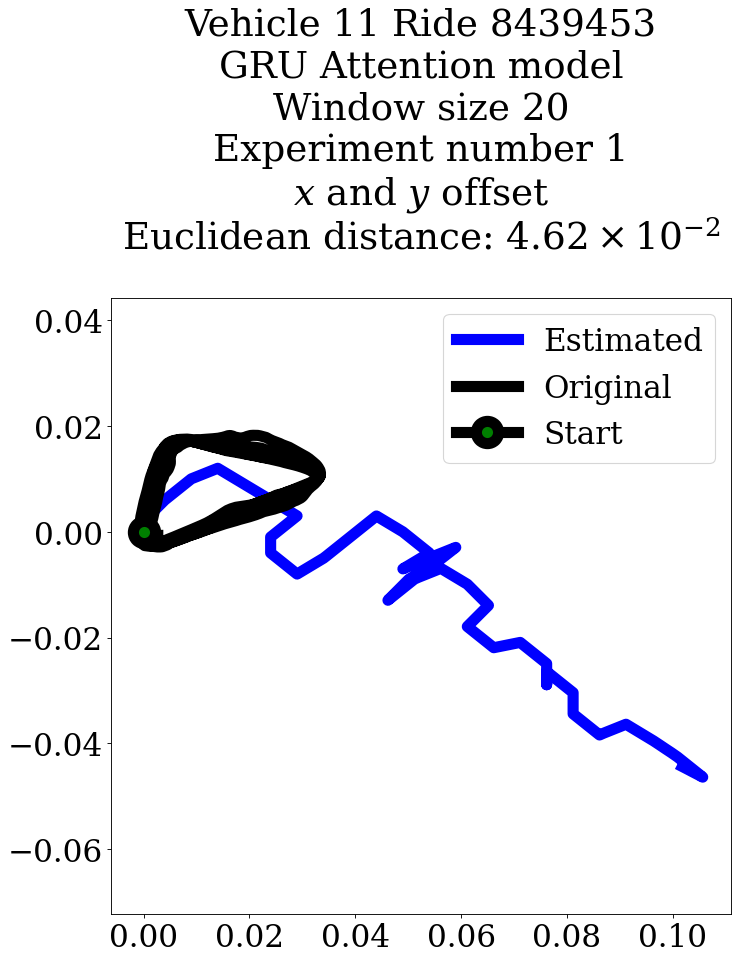 Vehicle 11 Ride 8439453
GRU Attention model
Window size 20
Experiment number 1
x and y offset
Euclidean distance: 4.62 × 10⁻²
Estimated
Original
Start
0.04
0.02
0.00
−0.02
−0.04
−0.06
0.00 0.02 0.04 0.06 0.08 0.10